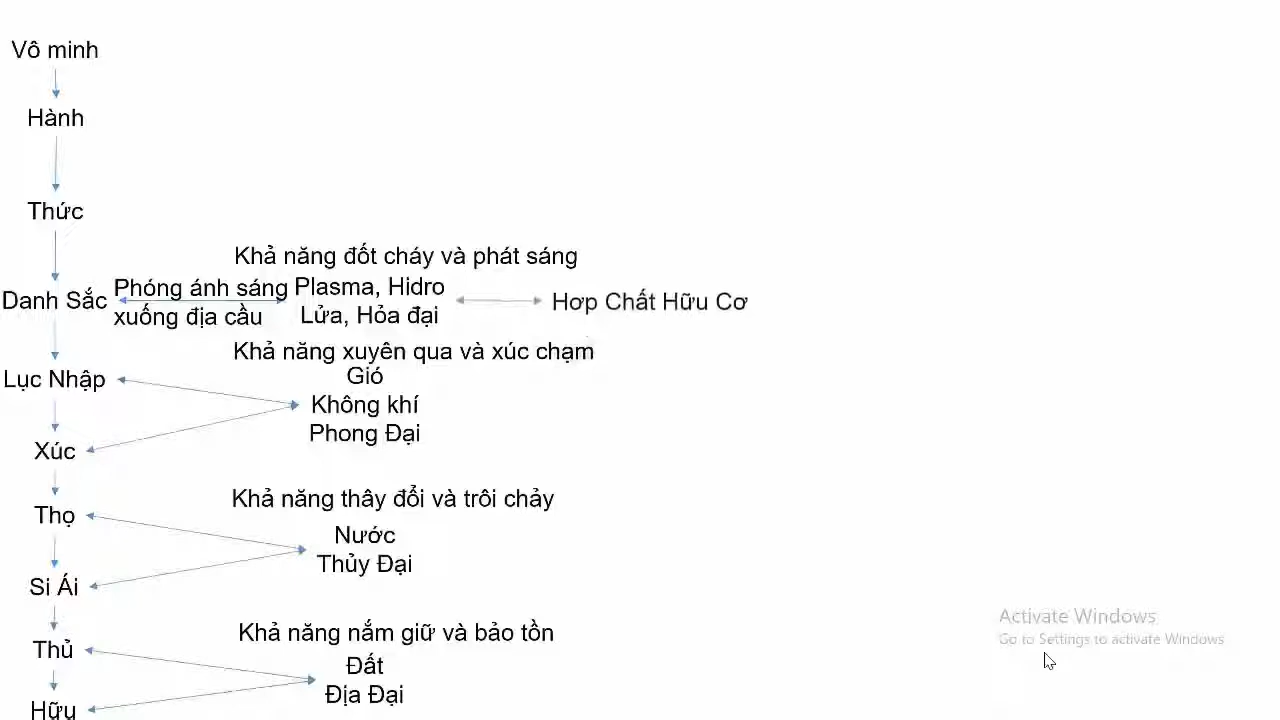 Vô minh
Hành
Thức
Khả năng đốt cháy và phát sáng
Danh Sắc
Phóng ánh sáng
xuống địa cầu
Plasma, Hidro
Lửa, Hỏa đại
Hơp Chất Hữu Cơ
Khả năng xuyên qua và xúc chạm
Lục Nhập
Gió
Không khí
Phong Đại
Xúc
Khả năng thây đổi và trôi chảy
Thọ
Nước
Thủy Đại
Si Ái
Khả năng nắm giữ và bảo tồn
Thủ
Đất
Địa Đại
Hữu
Activate Windows
Go to Settings to activate Windows